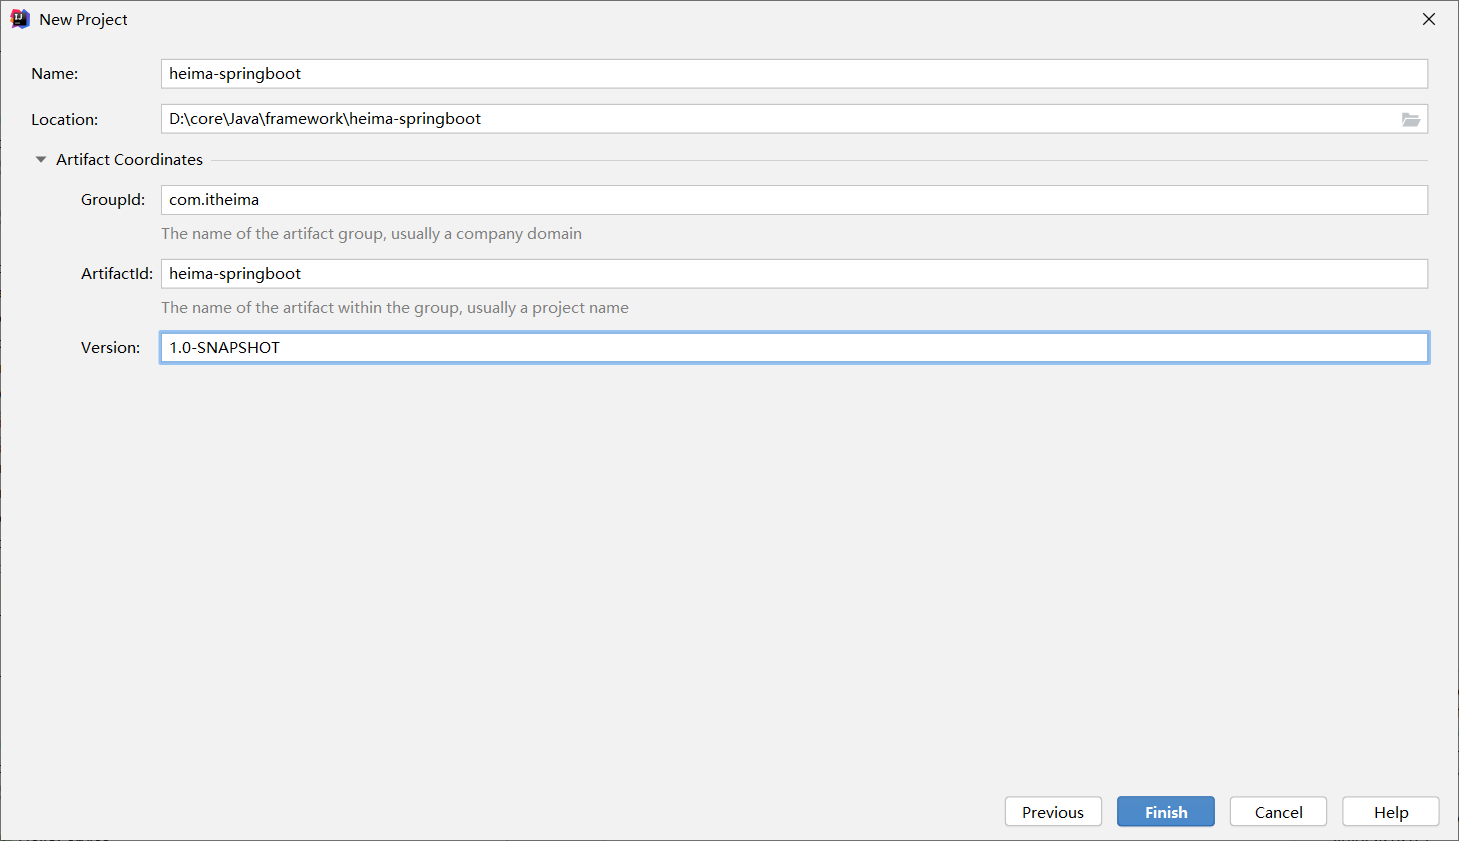 New Project
Name: heima-springboot
Location: D:\core\Java\framework\heima-springboot
Artifact Coordinates
GroupId: com.itheima
The name of the artifact group, usually a company domain
ArtifactId: heima-springboot
The name of the artifact within the group, usually a project name
Version: 1.0-SNAPSHOT
Previous Finish Cancel Help